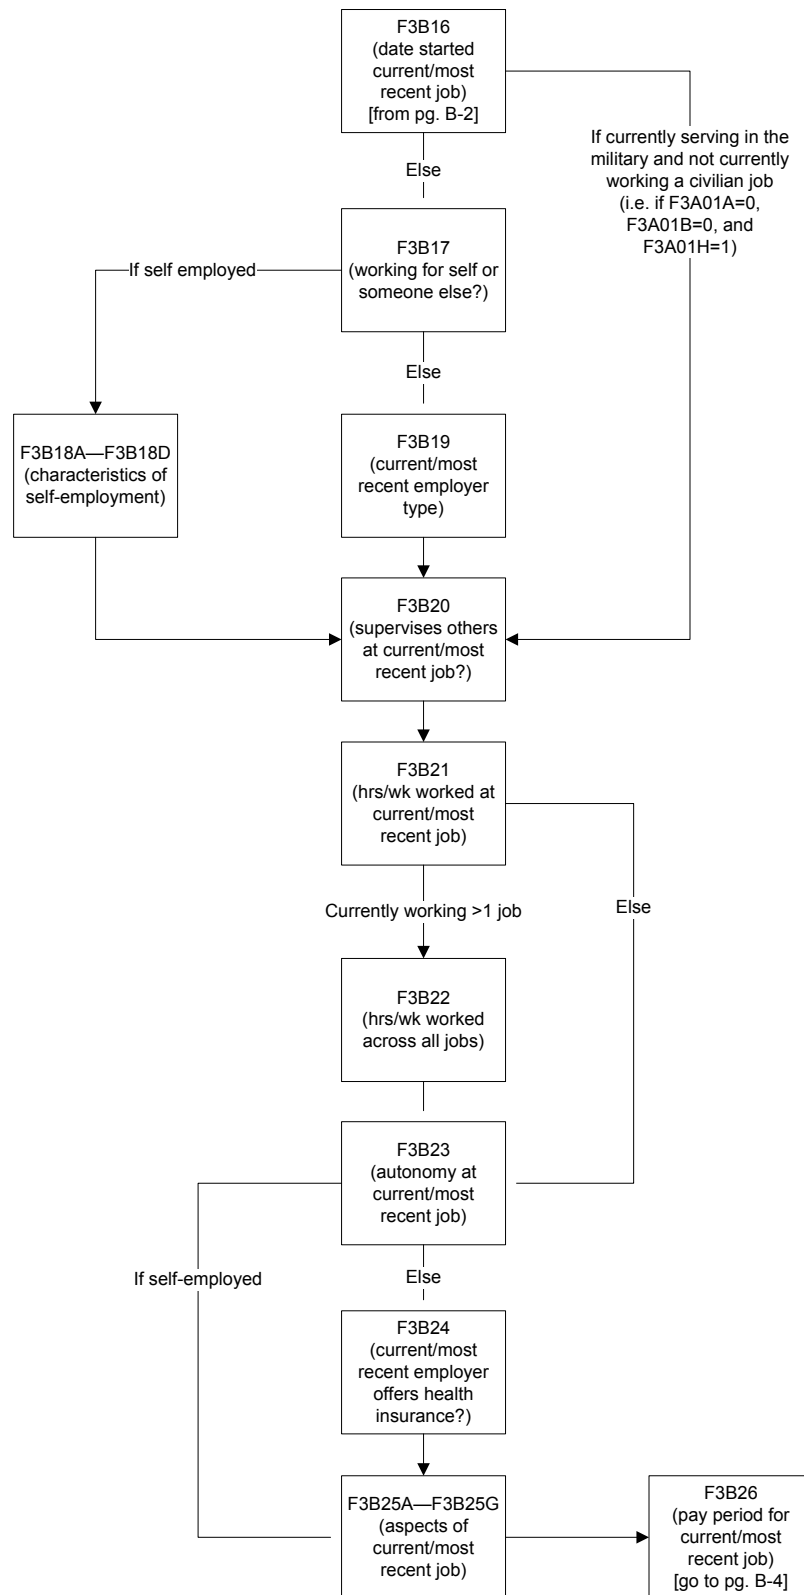 F3B16
(date started
current/most
recent job)
[from pg. B-2]
If currently serving in the
military and not currently
working a civilian job
(i.e. if F3A01A=0,
F3A01B=0, and
F3A01H=1)
Else
F3B17
(working for self or
someone else?)
If self employed
Else
F3B18A—F3B18D
(characteristics of
self-employment)
F3B19
(current/most
recent employer
type)
F3B20
(supervises others
at current/most
recent job?)
F3B21
(hrs/wk worked at
current/most
recent job)
Currently working >1 job
Else
F3B22
(hrs/wk worked
across all jobs)
F3B23
(autonomy at
current/most
recent job)
If self-employed
Else
F3B24
(current/most
recent employer
offers health
insurance?)
F3B25A—F3B25G
(aspects of
current/most
recent job)
F3B26
(pay period for
current/most
recent job)
[go to pg. B-4]